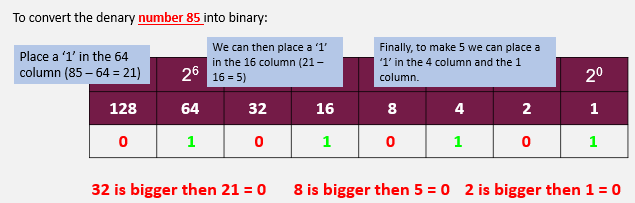 To convert the denary number 85 into binary:
Place a ‘1’ in the 64
column (85 – 64 = 21)
We can then place a ‘1’
in the 16 column (21 –
16 = 5)
Finally, to make 5 we can place a
‘1’ in the 4 column and the 1
column.
2⁶ 2⁰
128 64 32 16 8 4 2 1
0 1 0 1 0 1 0 1
32 is bigger then 21 = 0 8 is bigger then 5 = 0 2 is bigger then 1 = 0